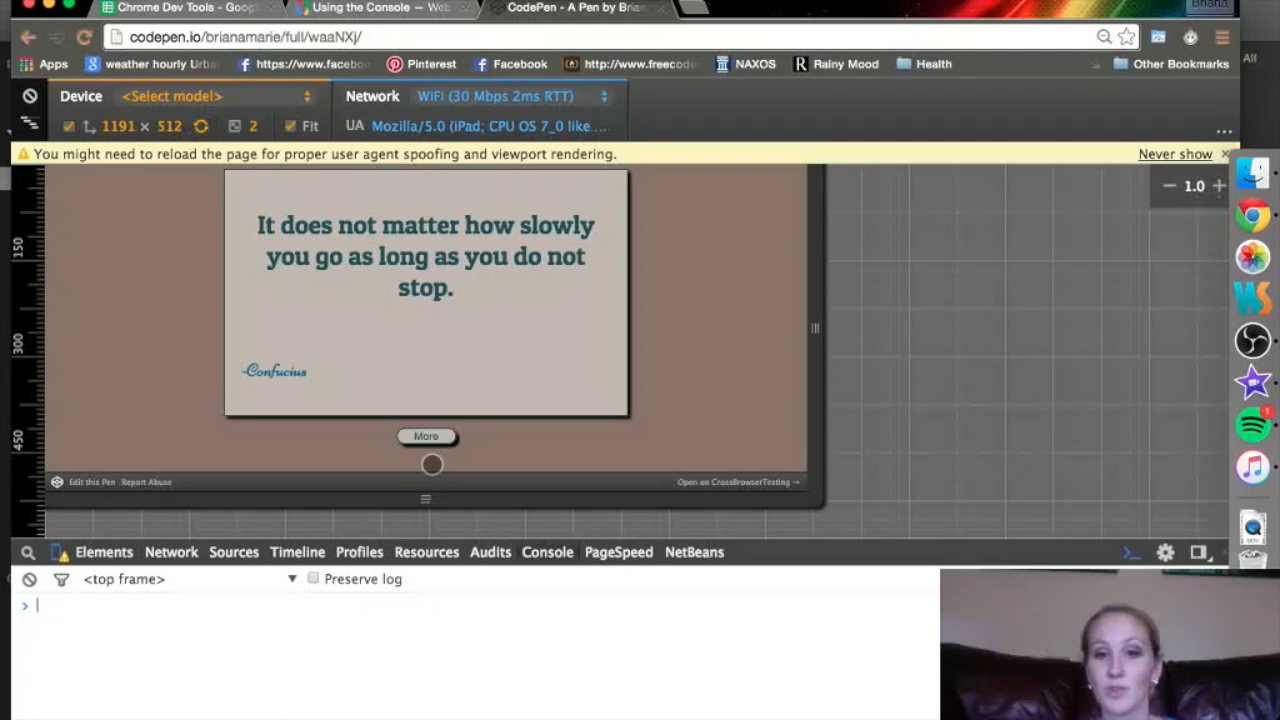 Chrome Dev Tools - Goog
Using the Console — Web
CodePen - A Pen by Brian
Briana
codepen.io/brianamarie/full/waaNXj/
Apps
weather hourly Urb
https://www.facebo
Pinterest
Facebook
http://www.freecode
NAXOS
Rainy Mood
Health
» Other Bookmarks
All
Device <Select model>
Network WiFi (30 Mbps 2ms RTT)
1191 × 512
2
Fit
UA Mozilla/5.0 (iPad; CPU OS 7_0 like ...
...
You might need to reload the page for proper user agent spoofing and viewport rendering.
Never show ×
− 1.0 +
150
300
450
It does not matter how slowly
you go as long as you do not
stop.
-Confucius
More
Edit this Pen Report Abuse
Open on CrossBrowserTesting →
Elements Network Sources Timeline Profiles Resources Audits Console PageSpeed NetBeans
<top frame> ▼ Preserve log
>
1